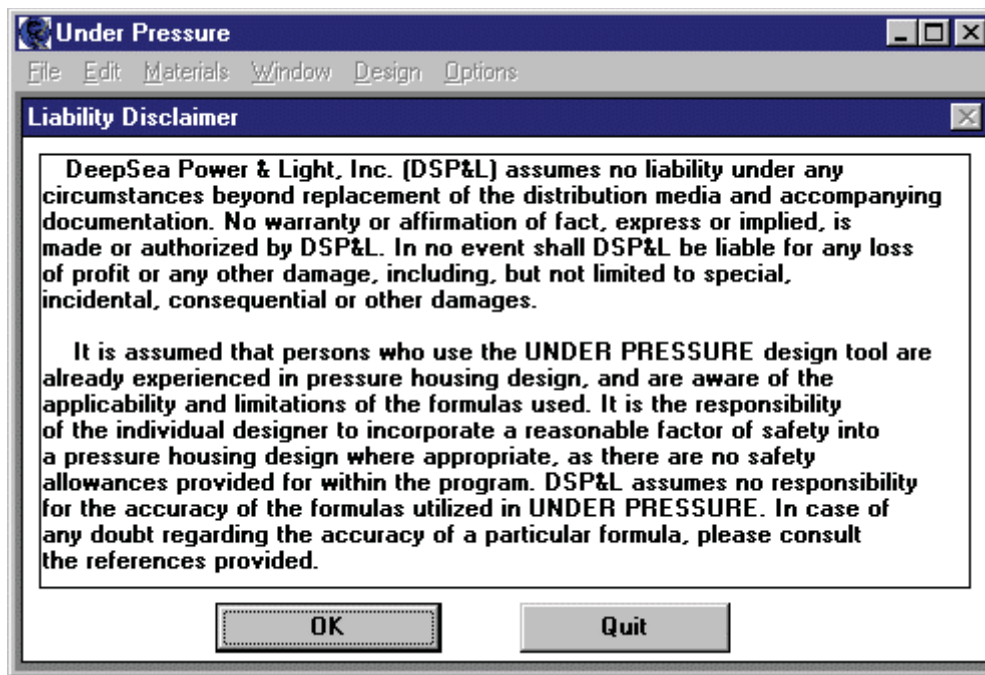 Under Pressure
File Edit Materials Window Design Options
Liability Disclaimer
DeepSea Power & Light, Inc. (DSP&L) assumes no liability under any
circumstances beyond replacement of the distribution media and accompanying
documentation. No warranty or affirmation of fact, express or implied, is
made or authorized by DSP&L. In no event shall DSP&L be liable for any loss
of profit or any other damage, including, but not limited to special,
incidental, consequential or other damages.
It is assumed that persons who use the UNDER PRESSURE design tool are
already experienced in pressure housing design, and are aware of the
applicability and limitations of the formulas used. It is the responsibility
of the individual designer to incorporate a reasonable factor of safety into
a pressure housing design where appropriate, as there are no safety
allowances provided for within the program. DSP&L assumes no responsibility
for the accuracy of the formulas utilized in UNDER PRESSURE. In case of
any doubt regarding the accuracy of a particular formula, please consult
the references provided.
OK Quit